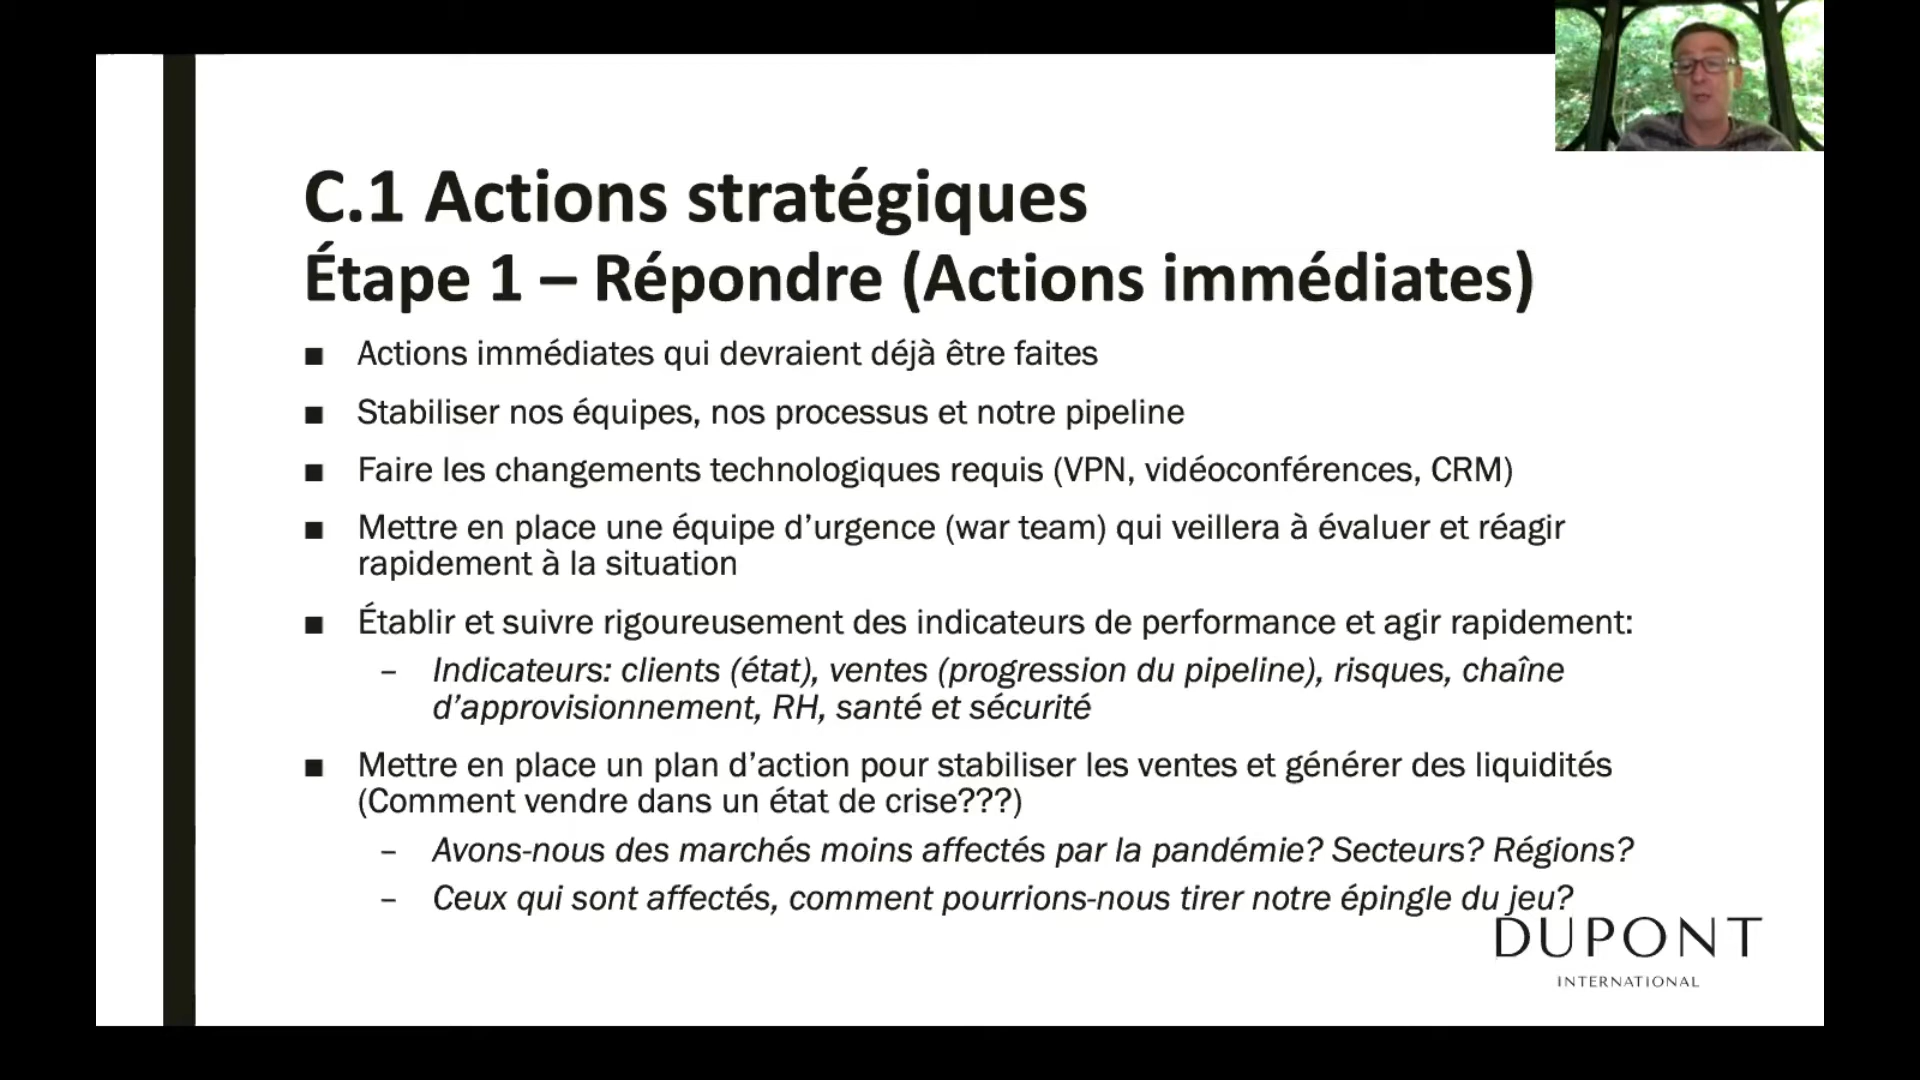 C.1 Actions stratégiques
Étape 1 – Répondre (Actions immédiates)
■ Actions immédiates qui devraient déjà être faites
■ Stabiliser nos équipes, nos processus et notre pipeline
■ Faire les changements technologiques requis (VPN, vidéoconférences, CRM)
■ Mettre en place une équipe d’urgence (war team) qui veillera à évaluer et réagir
rapidement à la situation
■ Établir et suivre rigoureusement des indicateurs de performance et agir rapidement:
– Indicateurs: clients (état), ventes (progression du pipeline), risques, chaîne
d’approvisionnement, RH, santé et sécurité
■ Mettre en place un plan d’action pour stabiliser les ventes et générer des liquidités
(Comment vendre dans un état de crise???)
– Avons-nous des marchés moins affectés par la pandémie? Secteurs? Régions?
– Ceux qui sont affectés, comment pourrions-nous tirer notre épingle du jeu?
DUPONT
INTERNATIONAL